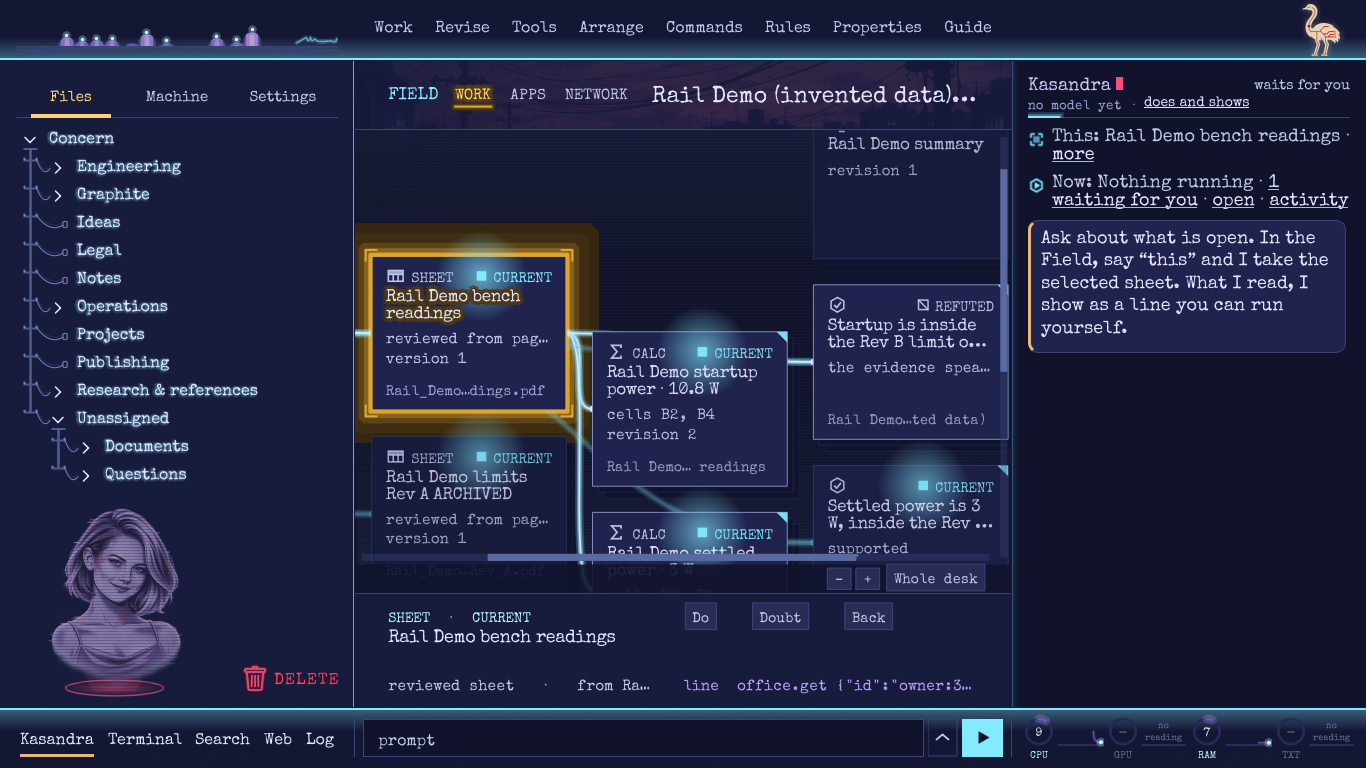 Work Revise Tools Arrange Commands Rules Properties Guide
Files Machine Settings
Concern
Engineering
Graphite
Ideas
Legal
Notes
Operations
Projects
Publishing
Research & references
Unassigned
Documents
Questions
DELETE
FIELD WORK APPS NETWORK Rail Demo (invented data)...
Rail Demo summary
revision 1
SHEET CURRENT
Rail Demo bench
readings
reviewed from pag…
version 1
Rail_Demo…dings.pdf
SHEET CURRENT
Rail Demo limits
Rev A ARCHIVED
reviewed from pag…
version 1
Rail_Demo…Rev_A.pdf
CALC CURRENT
Rail Demo startup
power · 10.8 W
cells B2, B4
revision 2
Rail Demo… readings
CALC CURRENT
Rail Demo settled
power · 3 W
REFUTED
Startup is inside
the Rev B limit o…
the evidence spea…
Rail Demo…ted data)
CURRENT
Settled power is 3
W, inside the Rev …
supported
− + Whole desk
SHEET · CURRENT
Rail Demo bench readings
Do Doubt Back
reviewed sheet · from Ra… line office.get {"id":"owner:3…
Kasandra waits for you
no model yet · does and shows
This: Rail Demo bench readings ·
more
Now: Nothing running · 1
waiting for you · open · activity
Ask about what is open. In the
Field, say “this” and I take the
selected sheet. What I read, I
show as a line you can run
yourself.
Kasandra Terminal Search Web Log
prompt
9 CPU
— GPU no reading
7 RAM
— TXT no reading